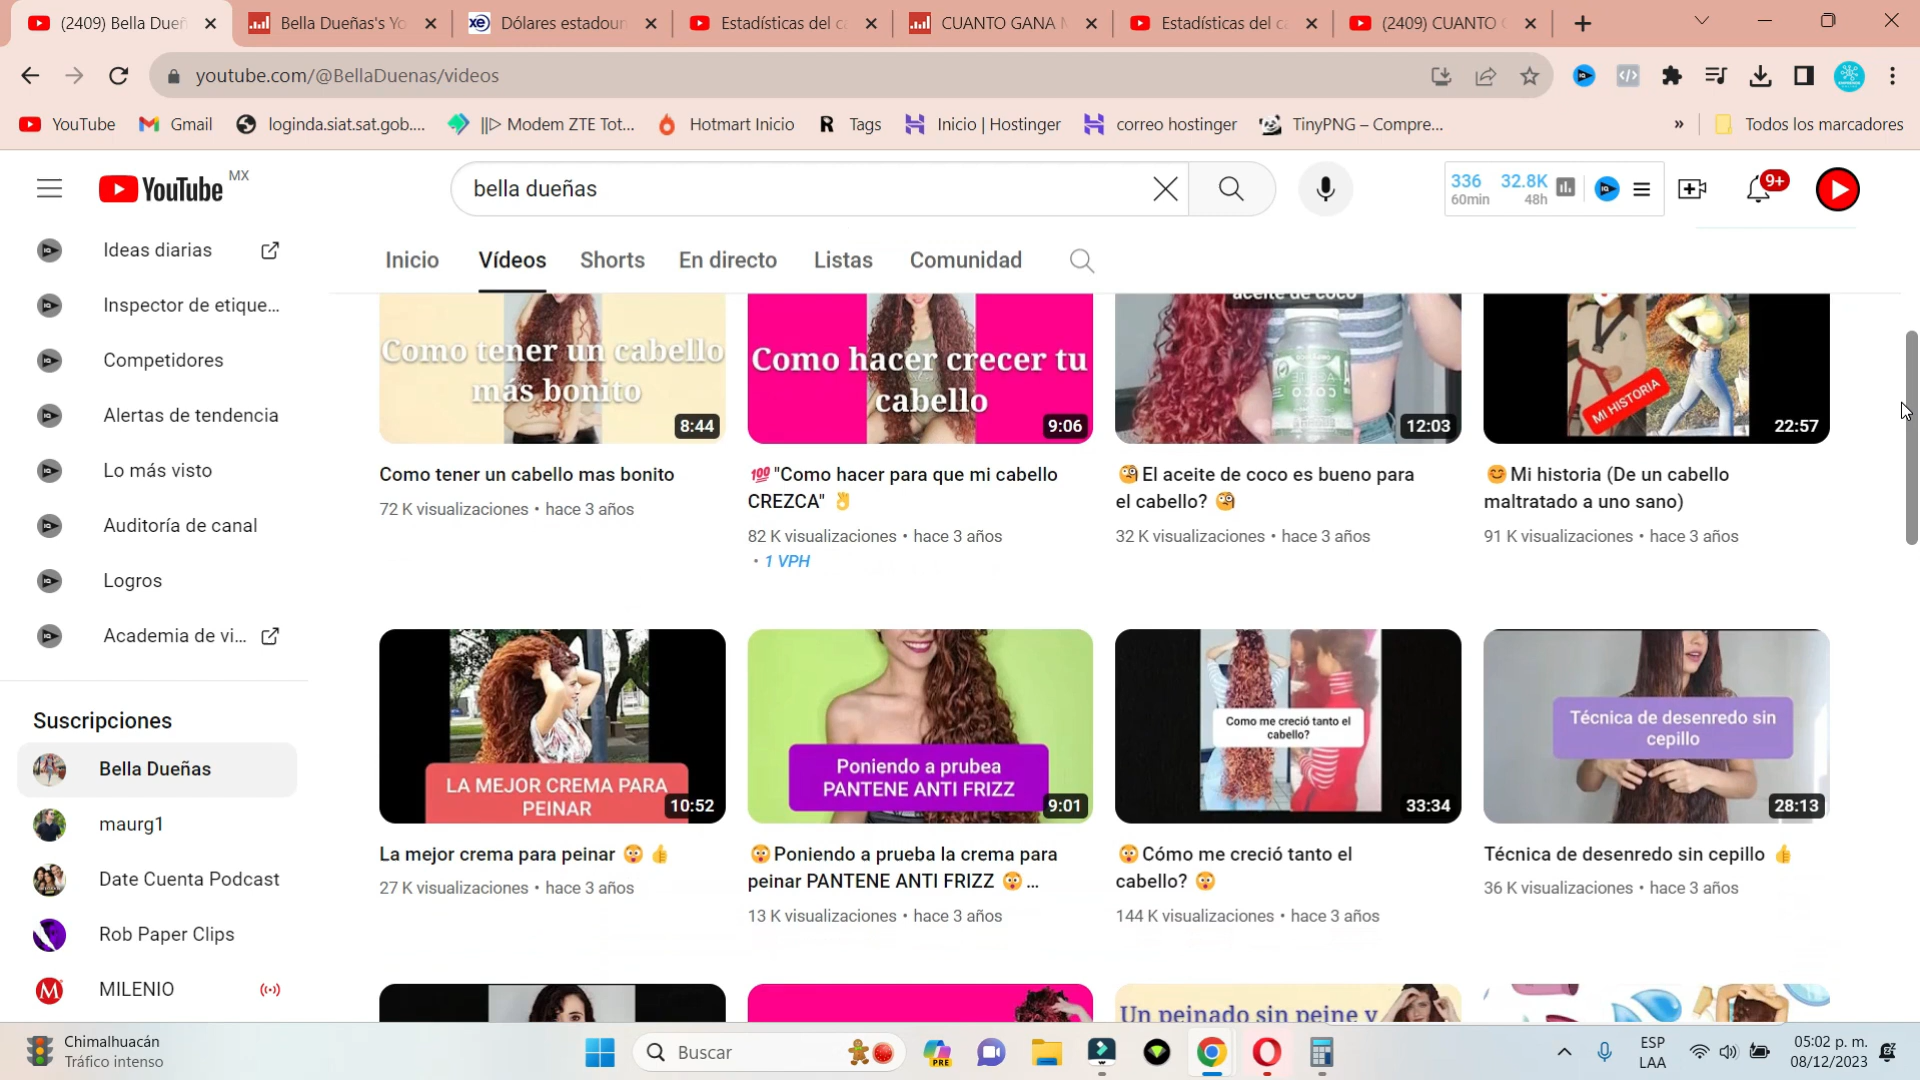 (2409) Bella Dueñ
Bella Dueñas's Yo
Dólares estadoun
Estadísticas del ca
CUANTO GANA
Estadísticas del ca
(2409) CUANTO
youtube.com/@BellaDuenas/videos
YouTube
Gmail
loginda.siat.sat.gob....
||▷ Modem ZTE Tot...
Hotmart Inicio
R Tags
Inicio | Hostinger
correo hostinger
TinyPNG – Compre...
»
Todos los marcadores
YouTube MX
bella dueñas
336 32.8K
60min 48h
9+
Ideas diarias
Inspector de etique...
Competidores
Alertas de tendencia
Lo más visto
Auditoría de canal
Logros
Academia de vi...
Suscripciones
Bella Dueñas
maurg1
Date Cuenta Podcast
Rob Paper Clips
MILENIO
Inicio Vídeos Shorts En directo Listas Comunidad
Como tener un cabello
más bonito
8:44
Como tener un cabello mas bonito
72 K visualizaciones • hace 3 años
Como hacer crecer tu
cabello
9:06
💯"Como hacer para que mi cabello
CREZCA" 👌
82 K visualizaciones • hace 3 años
• 1 VPH
aceite de coco
COCO
12:03
🧐El aceite de coco es bueno para
el cabello? 🧐
32 K visualizaciones • hace 3 años
MI HISTORIA
22:57
😊Mi historia (De un cabello
maltratado a uno sano)
91 K visualizaciones • hace 3 años
LA MEJOR CREMA PARA
PEINAR
10:52
La mejor crema para peinar 😳 👍
27 K visualizaciones • hace 3 años
Poniendo a prubea
PANTENE ANTI FRIZZ
9:01
😳Poniendo a prueba la crema para
peinar PANTENE ANTI FRIZZ 😳 ...
13 K visualizaciones • hace 3 años
Como me creció tanto el
cabello?
33:34
😳Cómo me creció tanto el
cabello? 😳
144 K visualizaciones • hace 3 años
Técnica de desenredo sin
cepillo
28:13
Técnica de desenredo sin cepillo 👍
36 K visualizaciones • hace 3 años
Un peinado sin peine y
Chimalhuacán
Tráfico intenso
Buscar
PRE
ESP
LAA
05:02 p. m.
08/12/2023